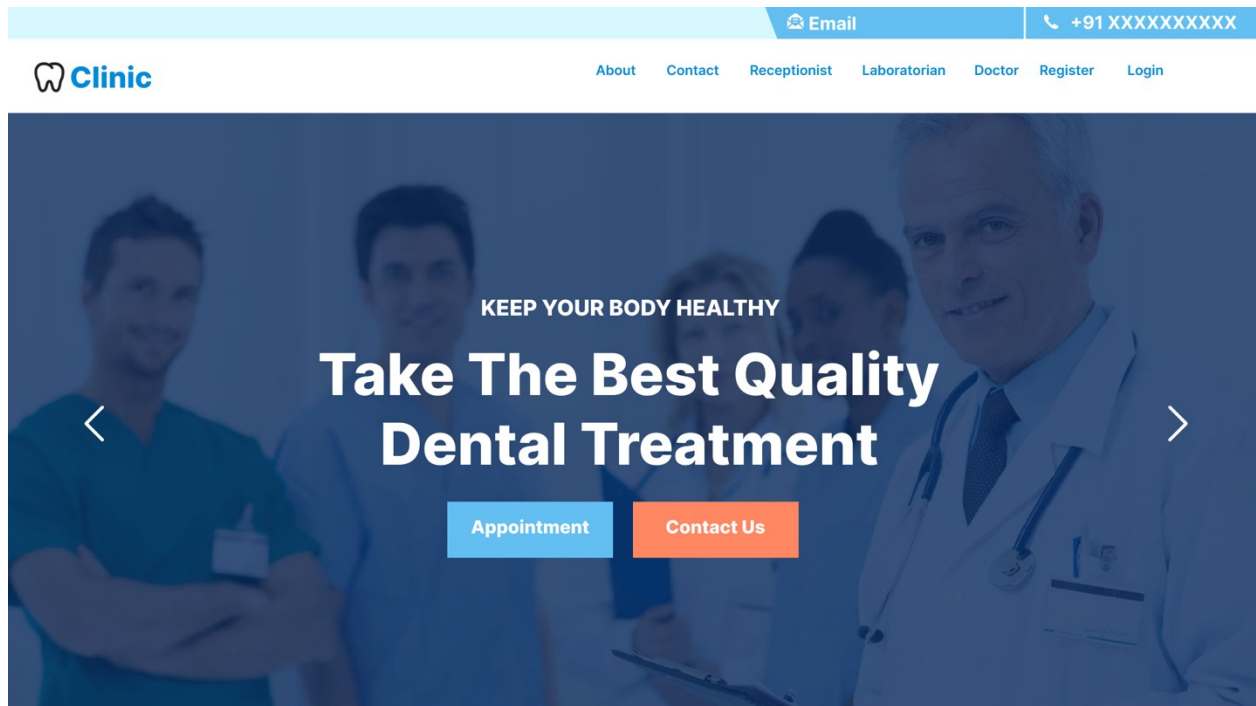 Email
+91 XXXXXXXXXX
Clinic
About Contact Receptionist Laboratorian Doctor Register Login
KEEP YOUR BODY HEALTHY
Take The Best Quality
Dental Treatment
Appointment
Contact Us